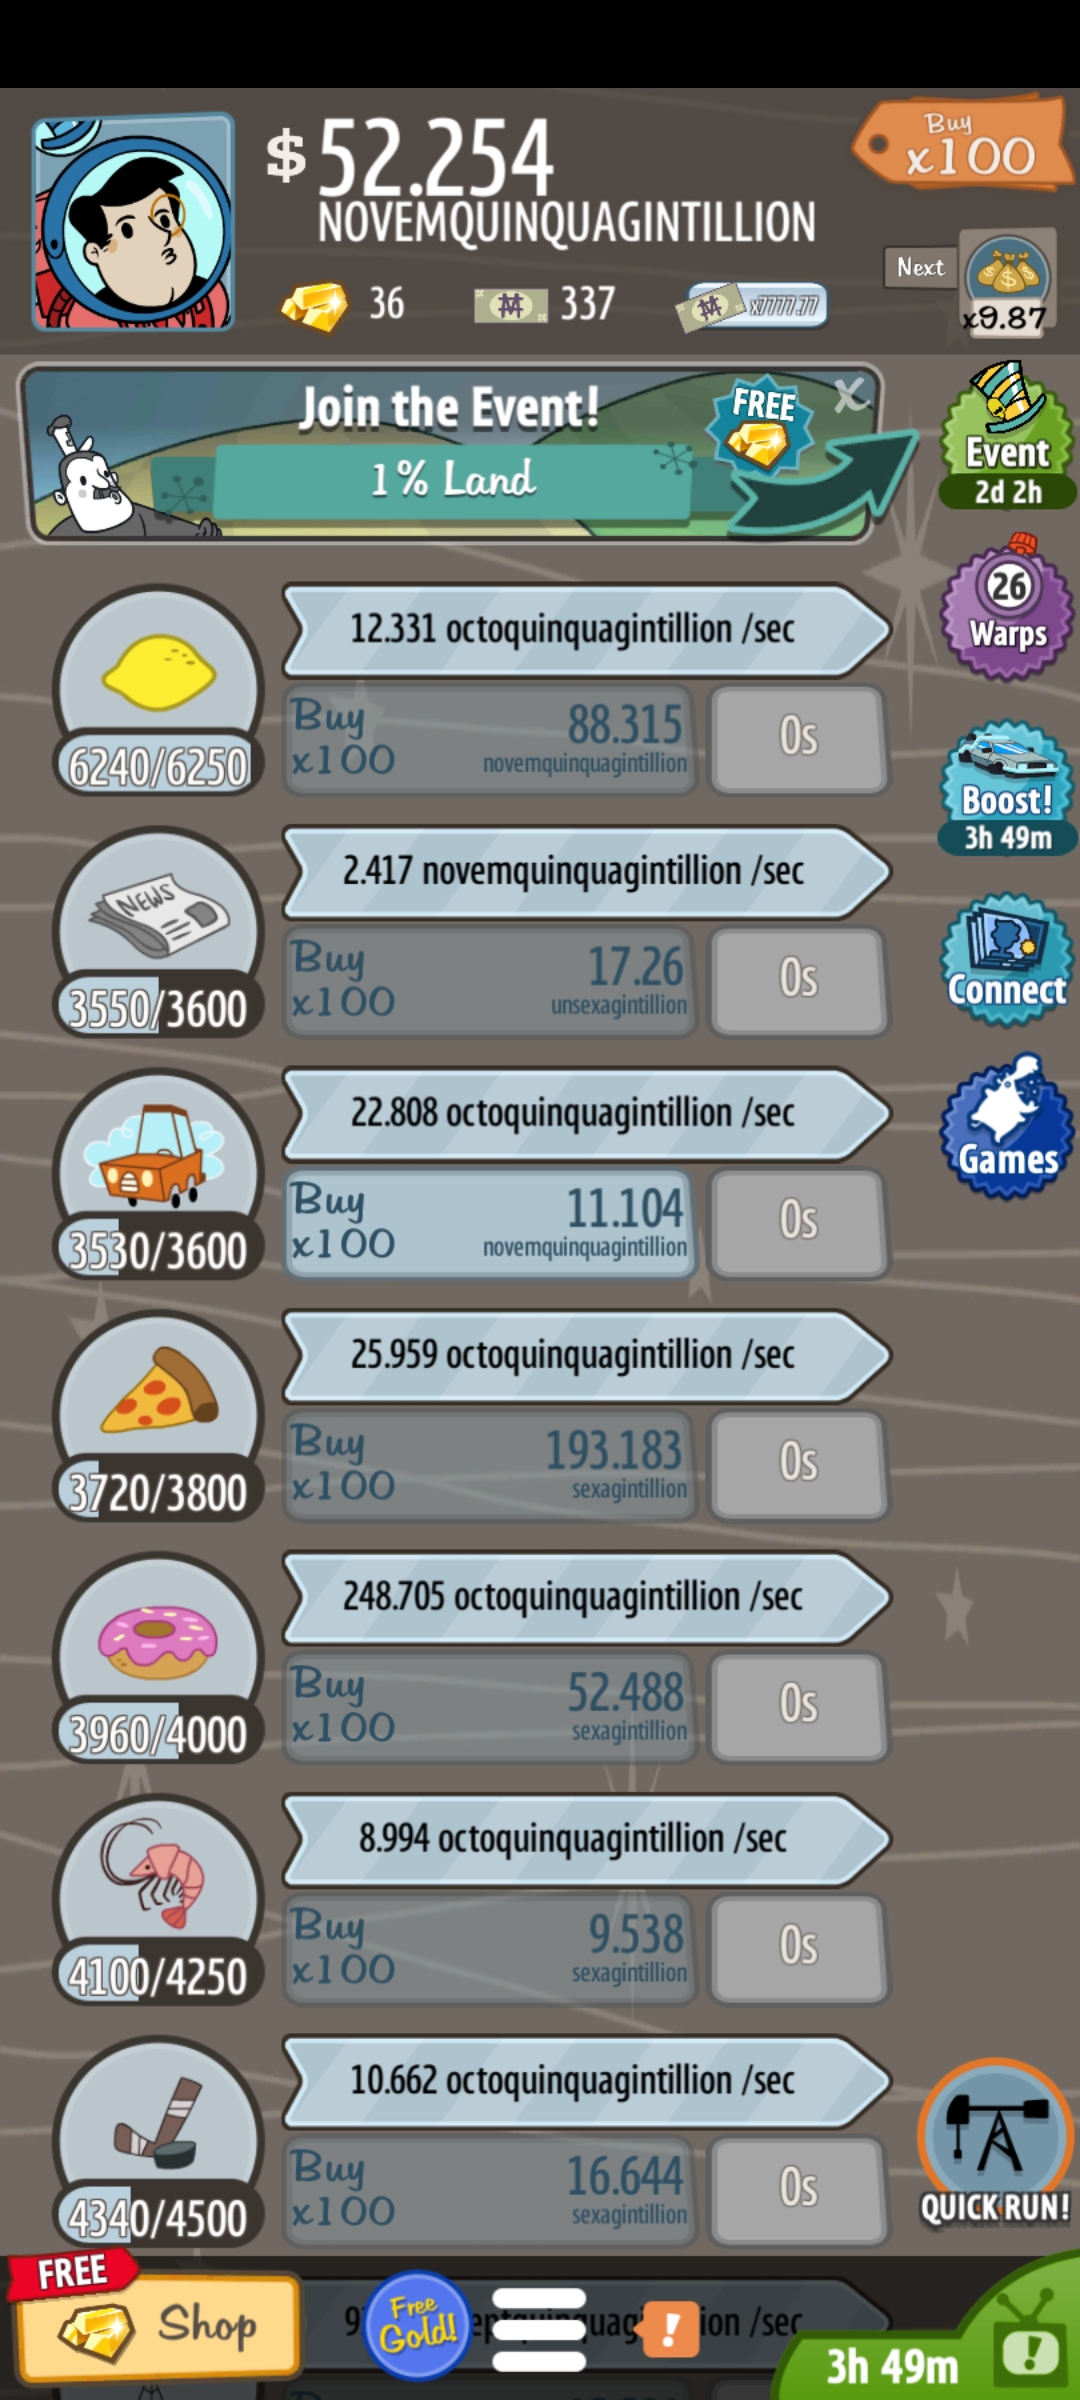 $52.254
NOVEMQUINQUAGINTILLION
Buy
x100
36
337
x7777.77
Next
x9.87
Join the Event!
1% Land
FREE
X
Event
2d 2h
12.331 octoquinquagintillion /sec
Buy
x100
88.315
novemquinquagintillion
0s
6240/6250
26
Warps
Boost!
3h 49m
NEWS
2.417 novemquinquagintillion /sec
Buy
x100
17.26
unsexagintillion
0s
3550/3600
Connect
22.808 octoquinquagintillion /sec
Buy
x100
11.104
novemquinquagintillion
0s
3530/3600
Games
25.959 octoquinquagintillion /sec
Buy
x100
193.183
sexagintillion
0s
3720/3800
248.705 octoquinquagintillion /sec
Buy
x100
52.488
sexagintillion
0s
3960/4000
8.994 octoquinquagintillion /sec
Buy
x100
9.538
sexagintillion
0s
4100/4250
10.662 octoquinquagintillion /sec
Buy
x100
16.644
sexagintillion
0s
4340/4500
QUICK RUN!
FREE
Shop
Free
Gold!
!
/sec
3h 49m
!